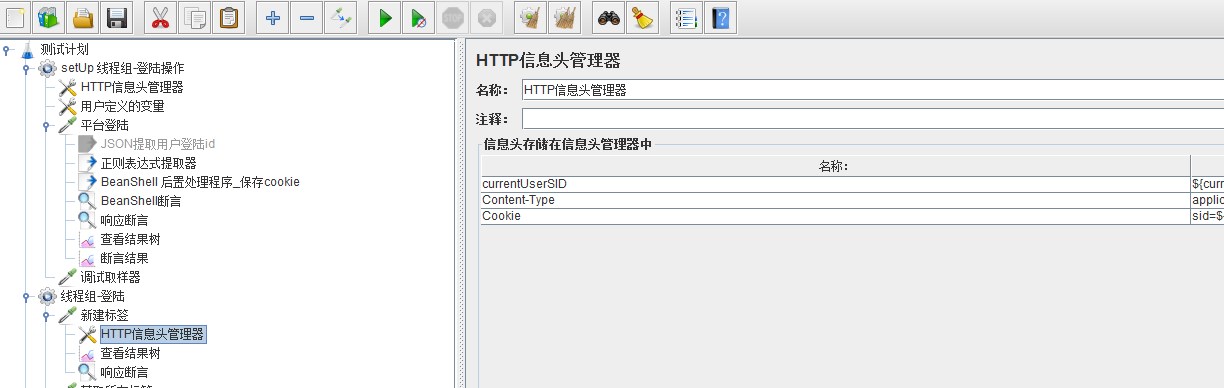 STOP
测试计划
setUp 线程组-登陆操作
HTTP信息头管理器
用户定义的变量
平台登陆
JSON提取用户登陆id
正则表达式提取器
BeanShell 后置处理程序_保存cookie
BeanShell断言
响应断言
查看结果树
断言结果
调试取样器
线程组-登陆
新建标签
HTTP信息头管理器
查看结果树
响应断言
HTTP信息头管理器
名称: HTTP信息头管理器
注释:
信息头存储在信息头管理器中
名称:
currentUserSID ${curr
Content-Type applic
Cookie sid=$